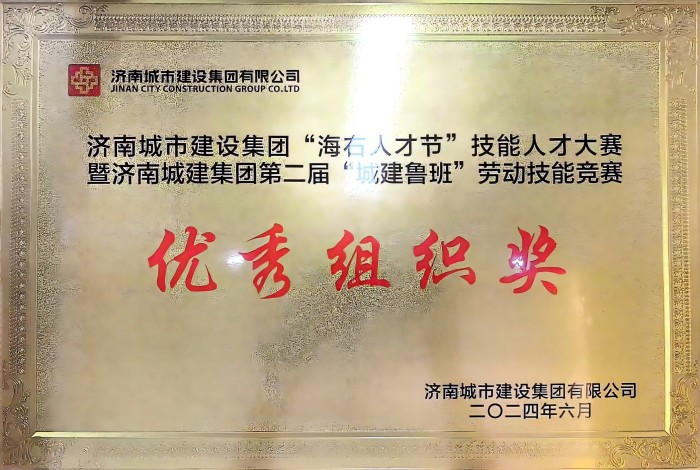 济南城市建设集团有限公司
JINAN CITY CONSTRUCTION GROUP CO.LTD
济南城市建设集团“海右人才节”技能人才大赛
暨济南城建集团第二届“城建鲁班”劳动技能竞赛
优秀组织奖
济南城市建设集团有限公司
二〇二四年六月